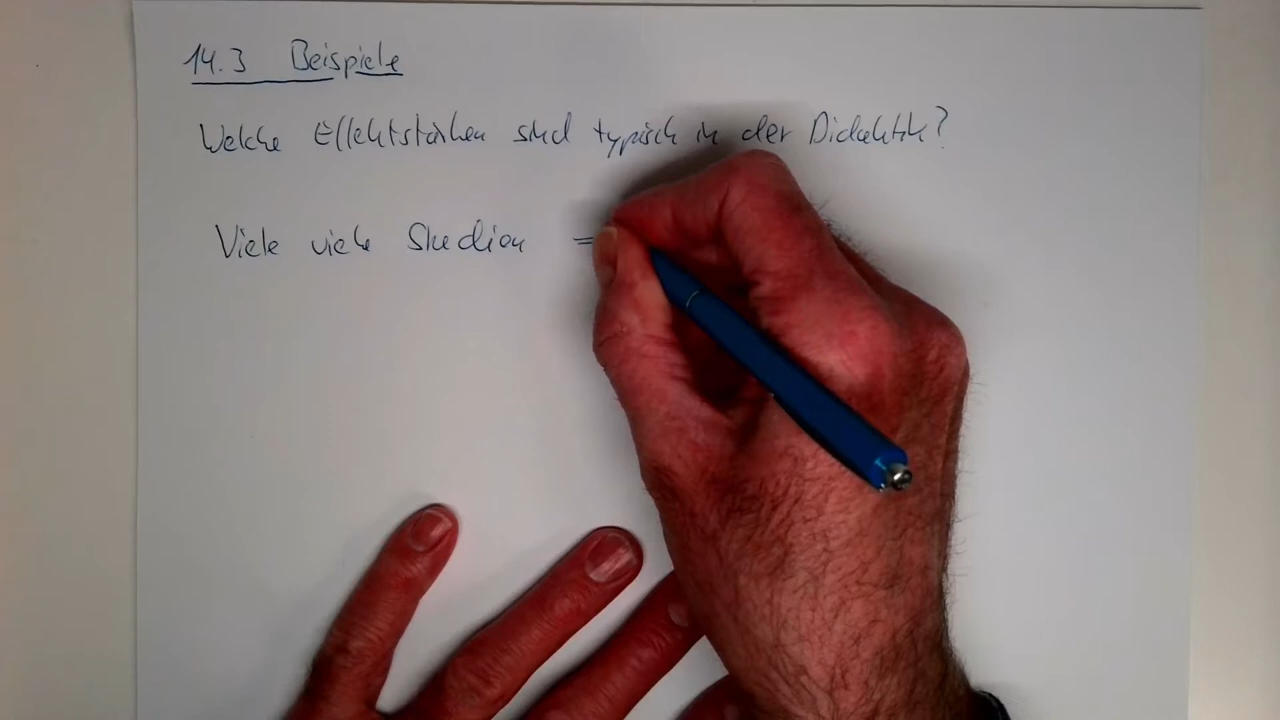 14.3 Beispiele
Welche Effektstärken sind typisch in der Didaktik?
Viele viele Studien =